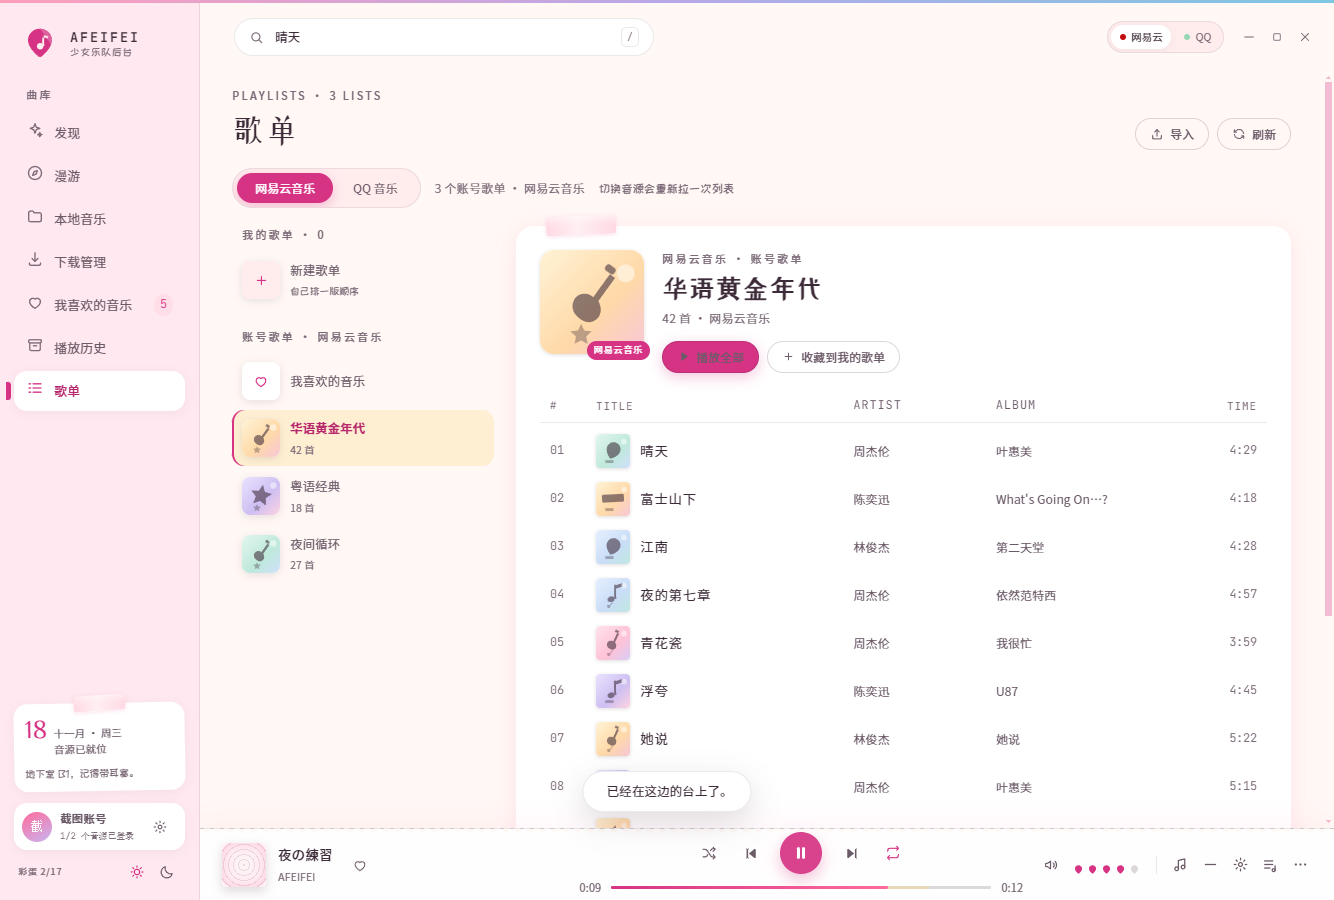 AFEIFEI
少女乐队后台
晴天
/
网易云
QQ
曲库
发现
漫游
本地音乐
下载管理
我喜欢的音乐
5
播放历史
歌单
18
十一月 • 周三
音源已就位
地下室 B1，记得带耳塞。
截
截图账号
1/2 个音源已登录
彩蛋 2/17
PLAYLISTS • 3 LISTS
歌单
导入
刷新
网易云音乐
QQ 音乐
3 个账号歌单 • 网易云音乐
切换音源会重新拉一次列表
我的歌单 • 0
新建歌单
自己排一版顺序
账号歌单 • 网易云音乐
我喜欢的音乐
华语黄金年代
42 首
粤语经典
18 首
夜间循环
27 首
网易云音乐
网易云音乐 • 账号歌单
华语黄金年代
42 首 • 网易云音乐
播放全部
收藏到我的歌单
# TITLE ARTIST ALBUM TIME
01 晴天 周杰伦 叶惠美 4:29
02 富士山下 陈奕迅 What's Going On…? 4:18
03 江南 林俊杰 第二天堂 4:28
04 夜的第七章 周杰伦 依然范特西 4:57
05 青花瓷 周杰伦 我很忙 3:59
06 浮夸 陈奕迅 U87 4:45
07 她说 林俊杰 她说 5:22
08 周杰伦 叶惠美 5:15
已经在这边的台上了。
夜の練習
AFEIFEI
0:09
0:12